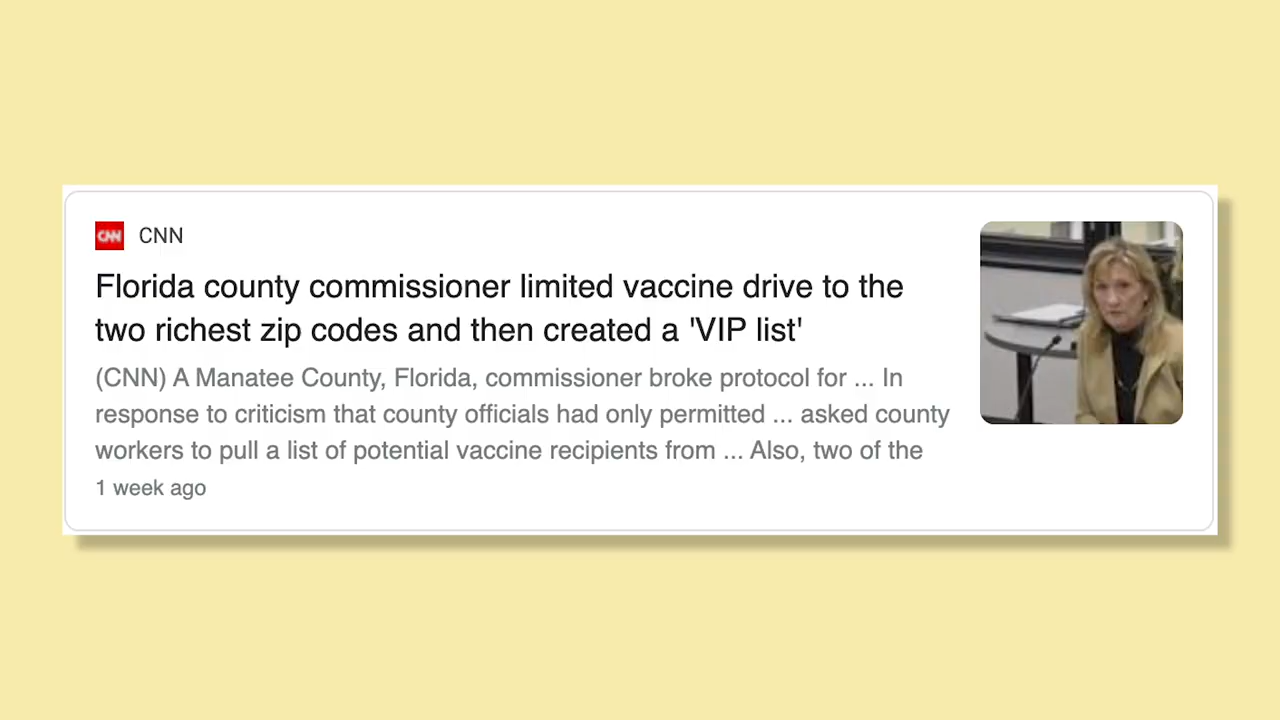 CNN CNN
Florida county commissioner limited vaccine drive to the
two richest zip codes and then created a 'VIP list'
(CNN) A Manatee County, Florida, commissioner broke protocol for ... In
response to criticism that county officials had only permitted ... asked county
workers to pull a list of potential vaccine recipients from ... Also, two of the
1 week ago